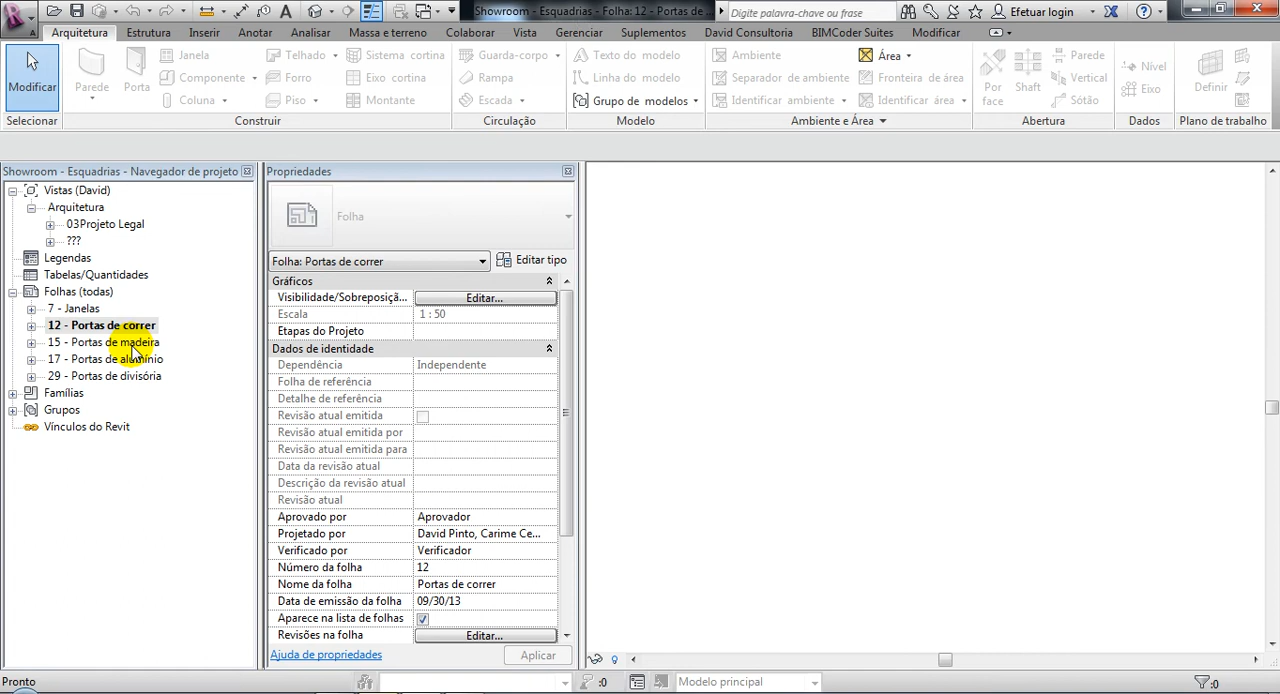 Showroom - Esquadrias - Folha: 12 - Portas de ...
Digite palavra-chave ou frase
Efetuar login
Arquitetura
Estrutura
Inserir
Anotar
Analisar
Massa e terreno
Colaborar
Vista
Gerenciar
Suplementos
David Consultoria
BIMCoder Suites
Modificar
Modificar
Parede
Porta
Janela
Componente
Coluna
Telhado
Forro
Piso
Sistema cortina
Eixo cortina
Montante
Guarda-corpo
Rampa
Escada
Texto do modelo
Linha do modelo
Grupo de modelos
Ambiente
Separador de ambiente
Identificar ambiente
Área
Fronteira de área
Identificar área
Por face
Shaft
Parede
Vertical
Sótão
Nível
Eixo
Definir
Selecionar
Construir
Circulação
Modelo
Ambiente e Área
Abertura
Dados
Plano de trabalho
Showroom - Esquadrias - Navegador de projeto
Vistas (David)
Arquitetura
03Projeto Legal
???
Legendas
Tabelas/Quantidades
Folhas (todas)
7 - Janelas
12 - Portas de correr
15 - Portas de madeira
17 - Portas de alumínio
29 - Portas de divisória
Famílias
Grupos
Vínculos do Revit
Propriedades
Folha
Folha: Portas de correr
Editar tipo
Gráficos
Visibilidade/Sobreposiçã... Editar...
Escala 1 : 50
Etapas do Projeto
Dados de identidade
Dependência Independente
Folha de referência
Detalhe de referência
Revisão atual emitida
Revisão atual emitida por
Revisão atual emitida para
Data da revisão atual
Descrição da revisão atual
Revisão atual
Aprovado por Aprovador
Projetado por David Pinto, Carime Ce...
Verificado por Verificador
Número da folha 12
Nome da folha Portas de correr
Data de emissão da folha 09/30/13
Aparece na lista de folhas
Revisões na folha Editar...
Ajuda de propriedades
Aplicar
Pronto
:0
Modelo principal
:0